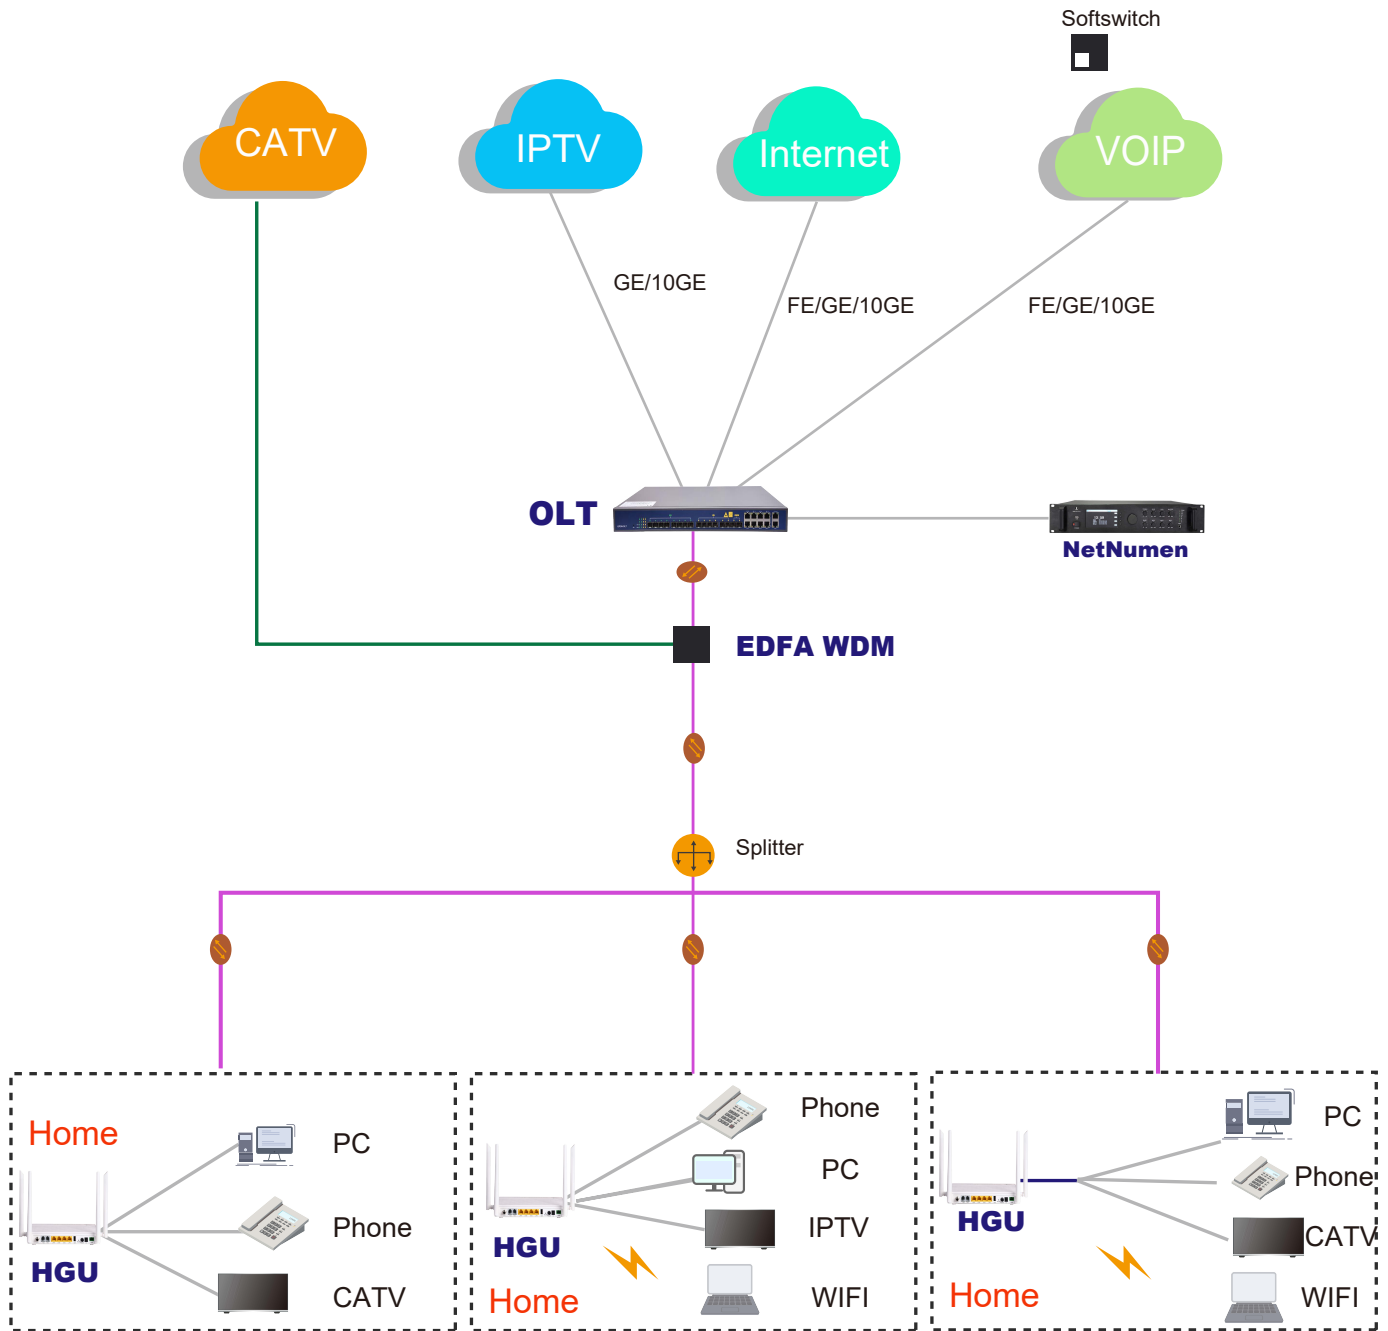 Softswitch
CATV
IPTV
Internet
VOIP
GE/10GE
FE/GE/10GE
FE/GE/10GE
OLT
NetNumen
EDFA WDM
Splitter
Home
PC
Phone
CATV
HGU
Phone
PC
IPTV
WIFI
HGU
Home
PC
Phone
CATV
WIFI
HGU
Home